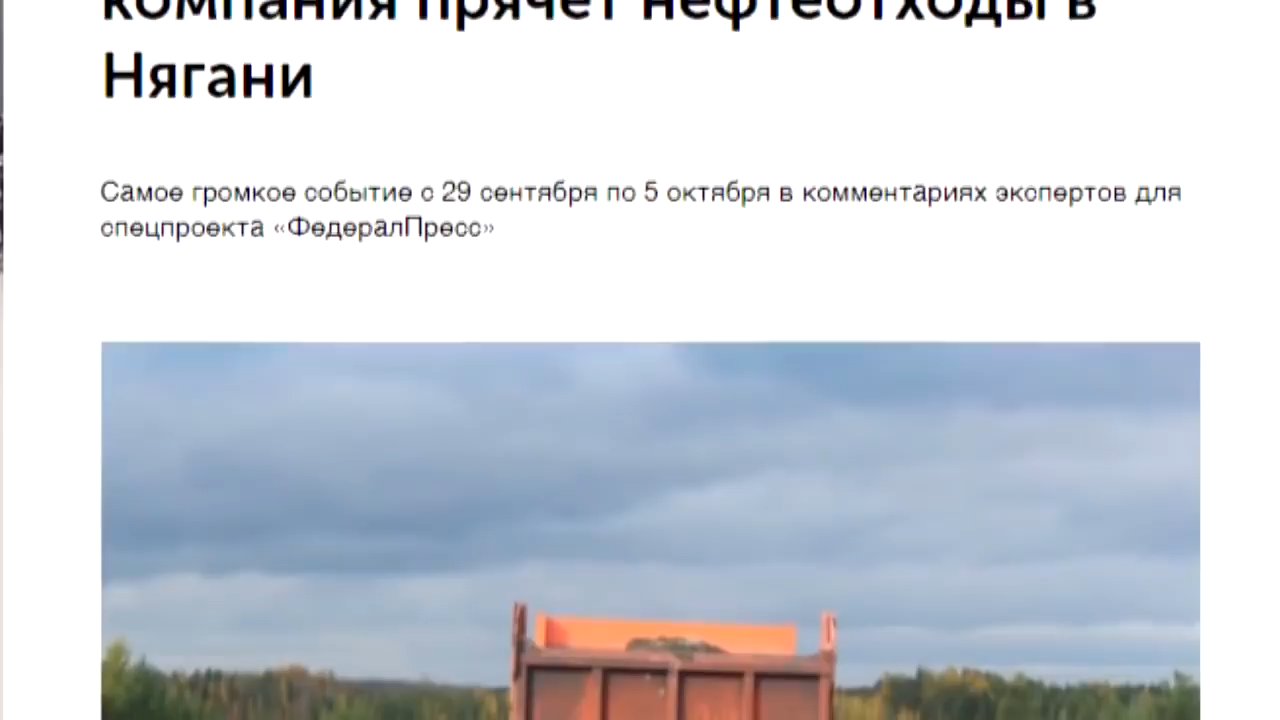 компания прячет нефтеотходы в
Нягани
Самое громкое событие с 29 сентября по 5 октября в комментариях экспертов для
спецпроекта «ФедералПресс»